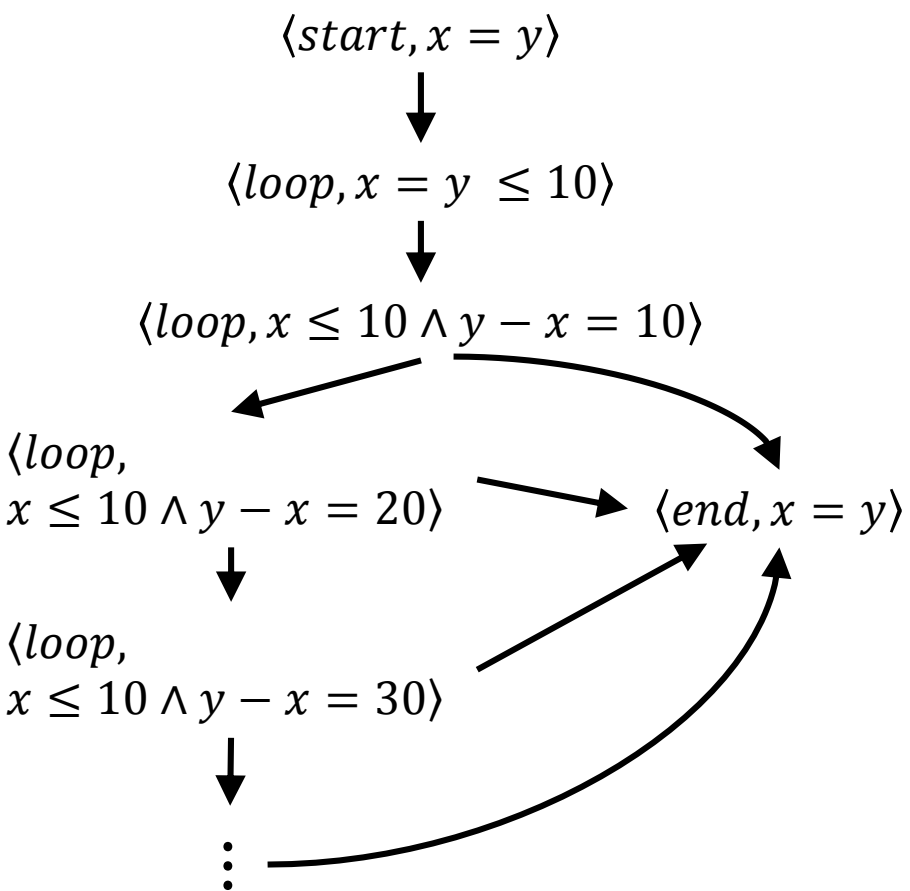 ⟨start, x = y⟩
⟨loop, x = y ≤ 10⟩
⟨loop, x ≤ 10 ∧ y − x = 10⟩
⟨loop,
x ≤ 10 ∧ y − x = 20⟩
⟨end, x = y⟩
⟨loop,
x ≤ 10 ∧ y − x = 30⟩
⋮